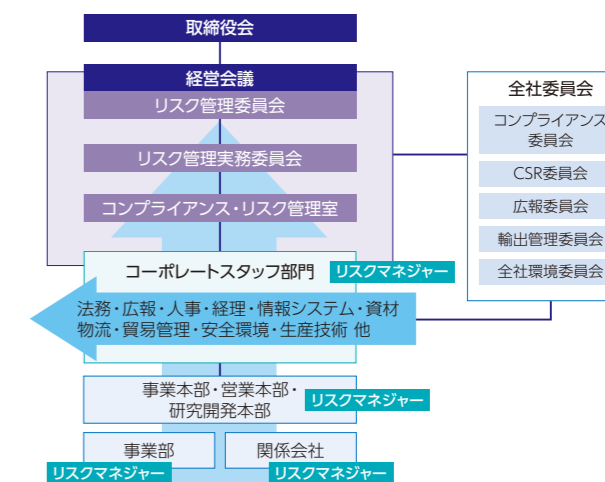 取締役会
経営会議
リスク管理委員会
リスク管理実務委員会
コンプライアンス・リスク管理室
コーポレートスタッフ部門
リスクマネジャー
法務・広報・人事・経理・情報システム・資材
物流・貿易管理・安全環境・生産技術 他
事業本部・営業本部・
研究開発本部
リスクマネジャー
事業部
リスクマネジャー
関係会社
リスクマネジャー
全社委員会
コンプライアンス
委員会
CSR委員会
広報委員会
輸出管理委員会
全社環境委員会